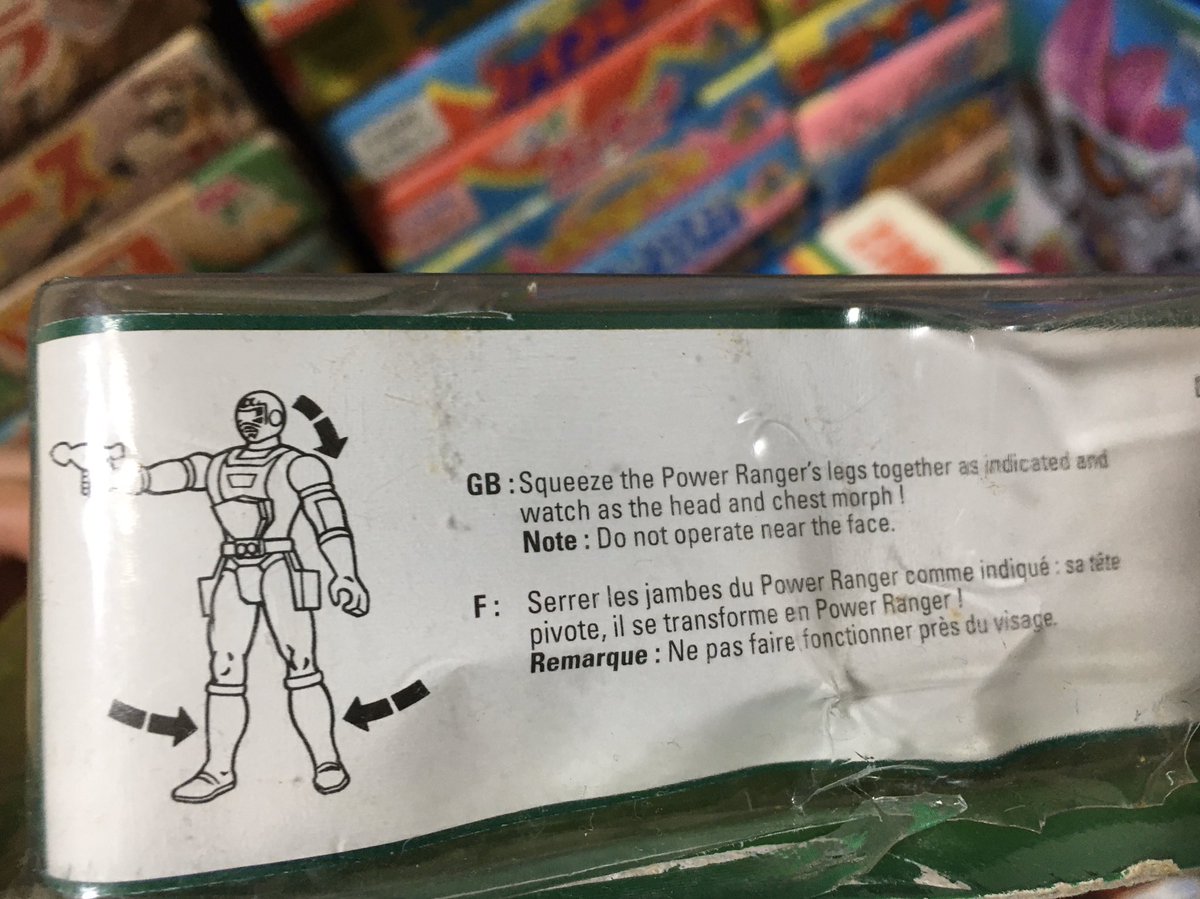 GB : Squeeze the Power Ranger's legs together as indicated and
watch as the head and chest morph !
Note : Do not operate near the face.
F : Serrer les jambes du Power Ranger comme indiqué : sa tête
pivote, il se transforme en Power Ranger !
Remarque : Ne pas faire fonctionner près du visage.